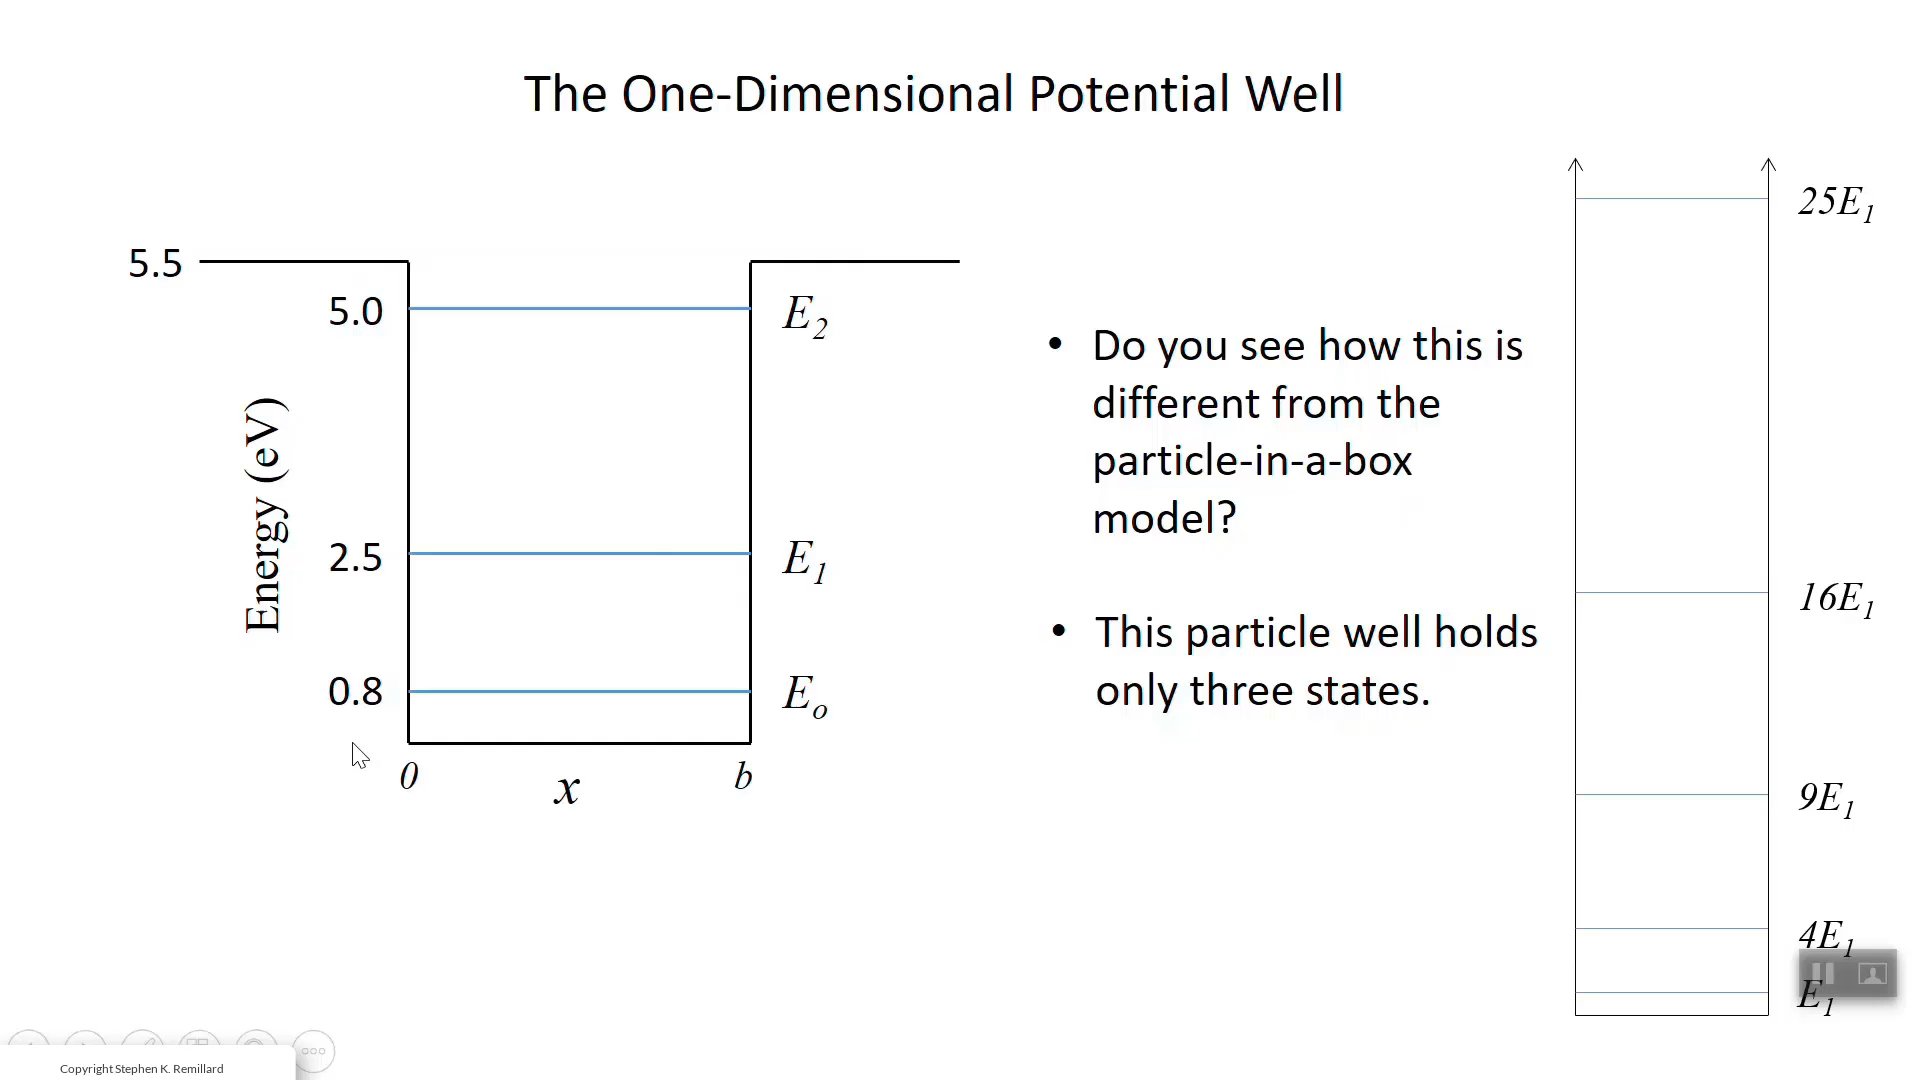 The One-Dimensional Potential Well
5.5
5.0
2.5
0.8
Energy (eV)
0
x
b
E2
E1
Eo
• Do you see how this is
different from the
particle-in-a-box
model?
• This particle well holds
only three states.
25E1
16E1
9E1
4E1
E1
Copyright Stephen K. Remillard